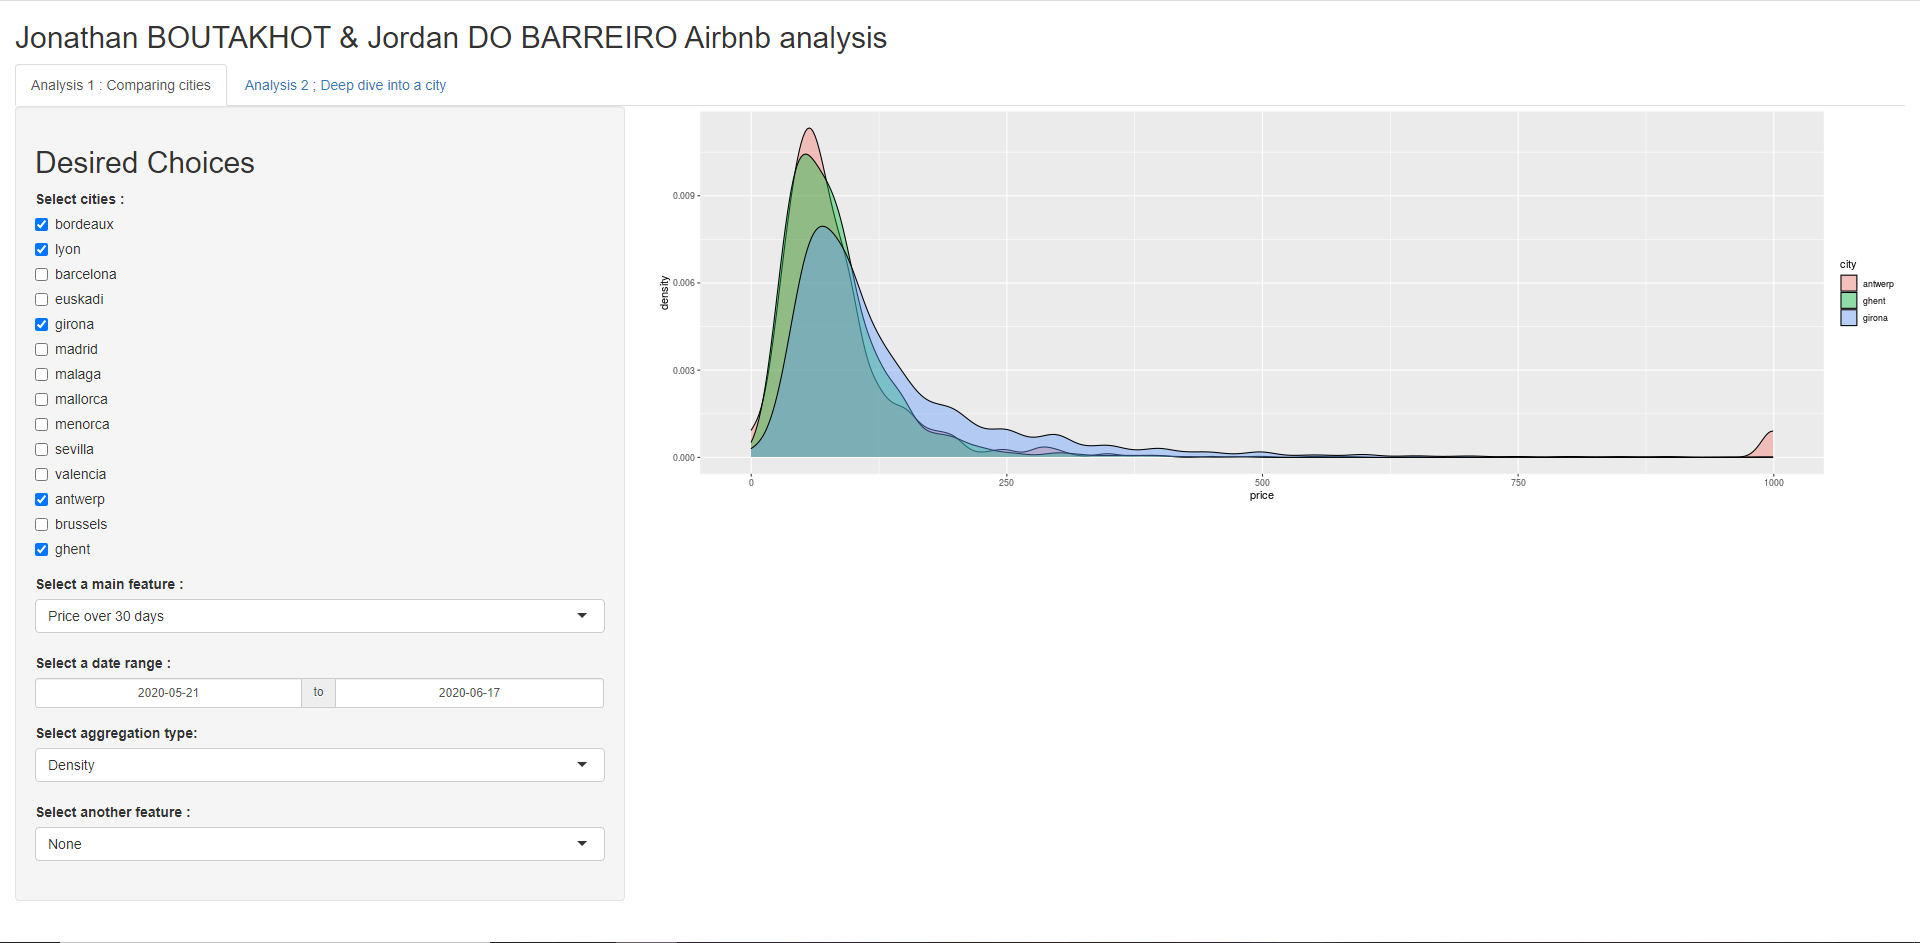 Jonathan BOUTAKHOT & Jordan DO BARREIRO Airbnb analysis
Analysis 1 : Comparing cities
Analysis 2 ; Deep dive into a city
Desired Choices
Select cities :
bordeaux
lyon
barcelona
euskadi
girona
madrid
malaga
mallorca
menorca
sevilla
valencia
antwerp
brussels
ghent
Select a main feature :
Price over 30 days
Select a date range :
2020-05-21 to 2020-06-17
Select aggregation type:
Density
Select another feature :
None
density
0.009
0.006
0.003
0.000
0 250 500 750 1000
price
city
antwerp
ghent
girona